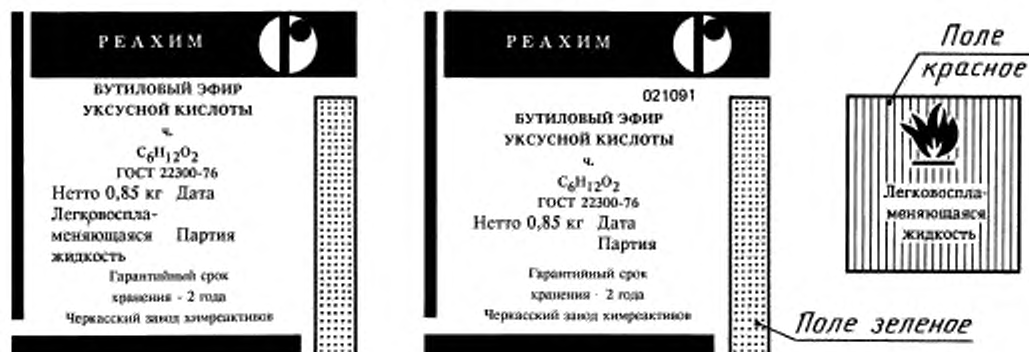 РЕАХИМ
БУТИЛОВЫЙ ЭФИР
УКСУСНОЙ КИСЛОТЫ
ч.
C₆H₁₂O₂
ГОСТ 22300-76
Нетто 0,85 кг Дата
Легковоспла-
меняющаяся Партия
жидкость
Гарантийный срок
хранения - 2 года
Черкасский завод химреактивов
РЕАХИМ
021091
БУТИЛОВЫЙ ЭФИР
УКСУСНОЙ КИСЛОТЫ
ч.
C₆H₁₂O₂
ГОСТ 22300-76
Нетто 0,85 кг Дата
Партия
Гарантийный срок
хранения - 2 года
Черкасский завод химреактивов
Поле
красное
Легковоспла-
меняющаяся
жидкость
Поле зеленое